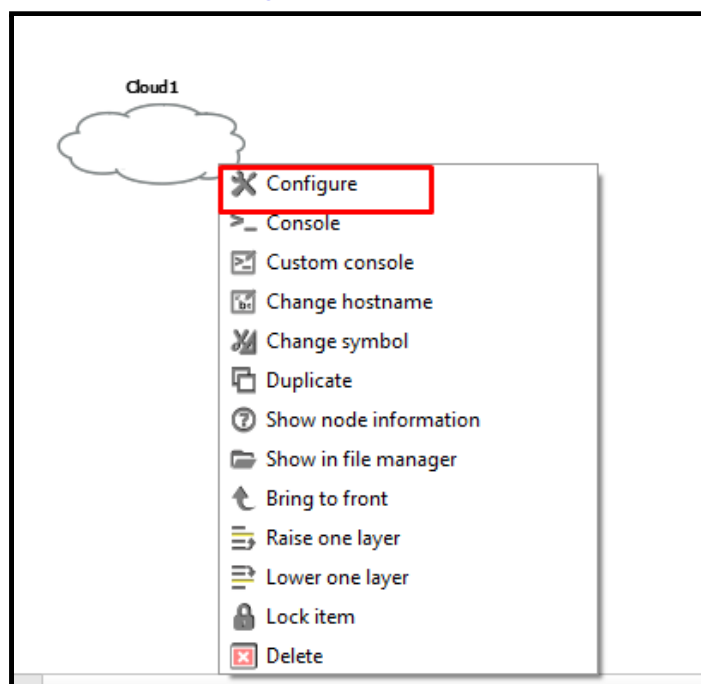 Cloud1
Configure
Console
Custom console
Change hostname
Change symbol
Duplicate
Show node information
Show in file manager
Bring to front
Raise one layer
Lower one layer
Lock item
Delete